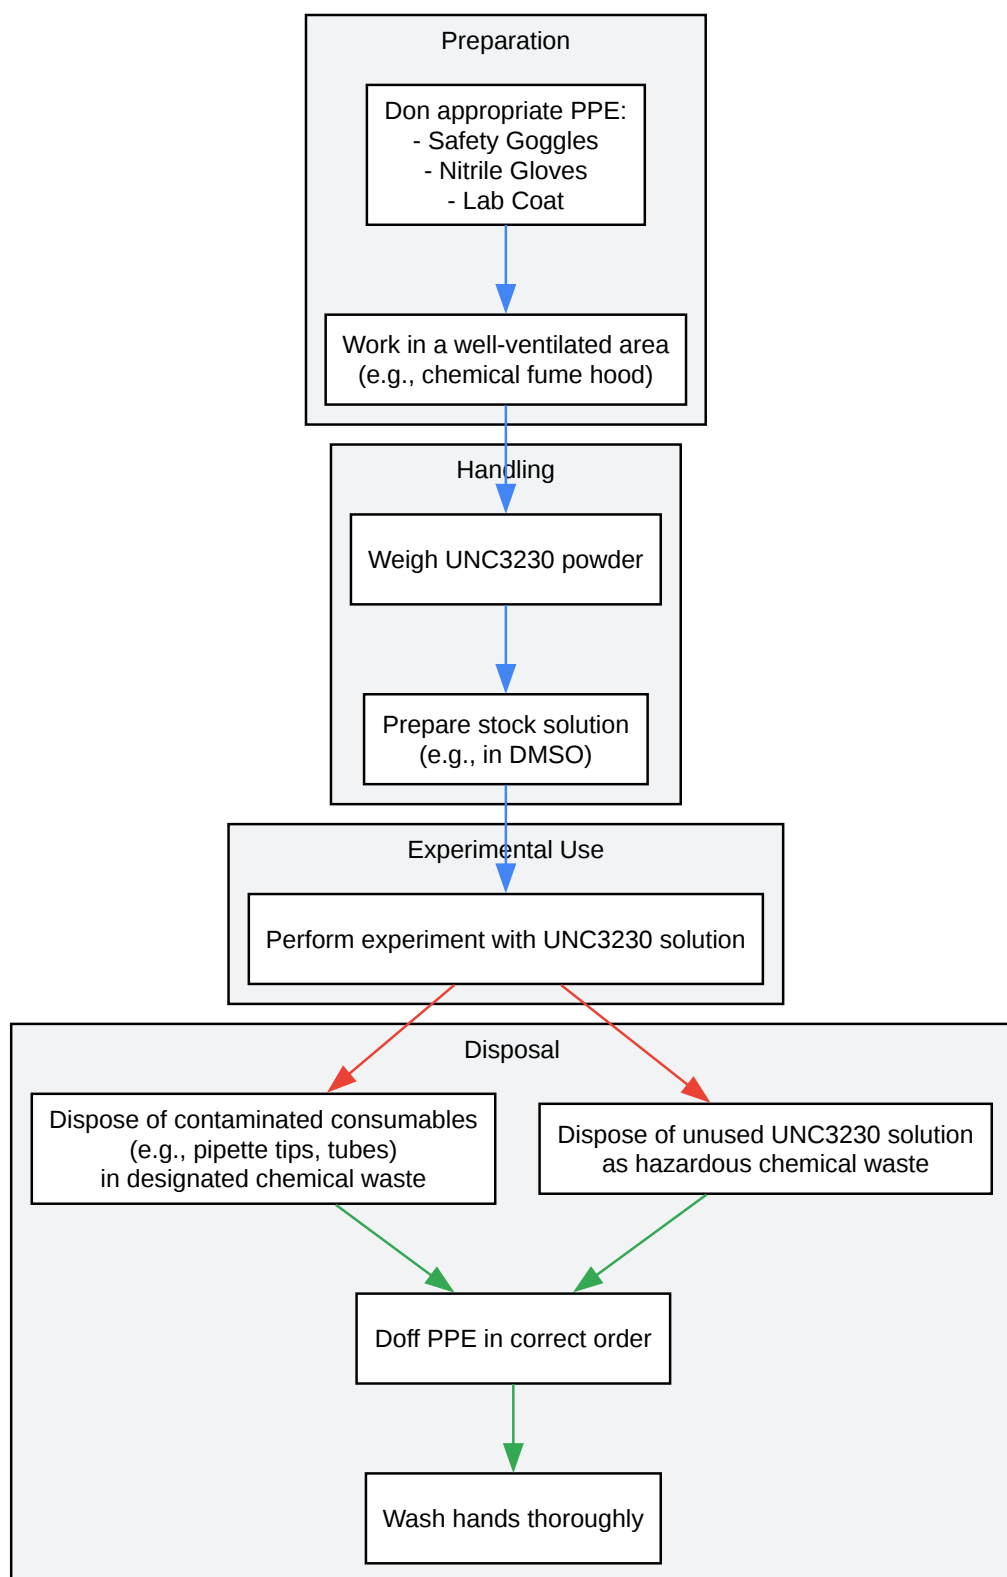 Preparation
Don appropriate PPE:
- Safety Goggles
- Nitrile Gloves
- Lab Coat
Work in a well-ventilated area
(e.g., chemical fume hood)
Handling
Weigh UNC3230 powder
Prepare stock solution
(e.g., in DMSO)
Experimental Use
Perform experiment with UNC3230 solution
Disposal
Dispose of contaminated consumables
(e.g., pipette tips, tubes)
in designated chemical waste
Dispose of unused UNC3230 solution
as hazardous chemical waste
Doff PPE in correct order
Wash hands thoroughly